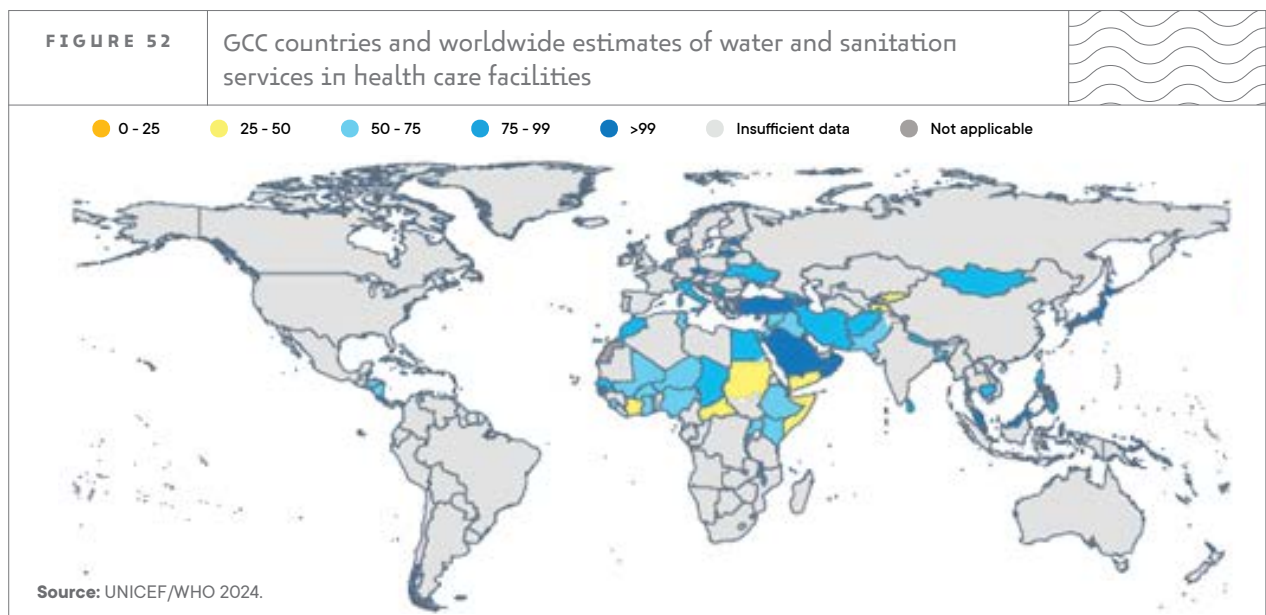 FIGURE 52
GCC countries and worldwide estimates of water and sanitation
services in health care facilities
0 - 25 25 - 50 50 - 75 75 - 99 >99 Insufficient data Not applicable
Source: UNICEF/WHO 2024.